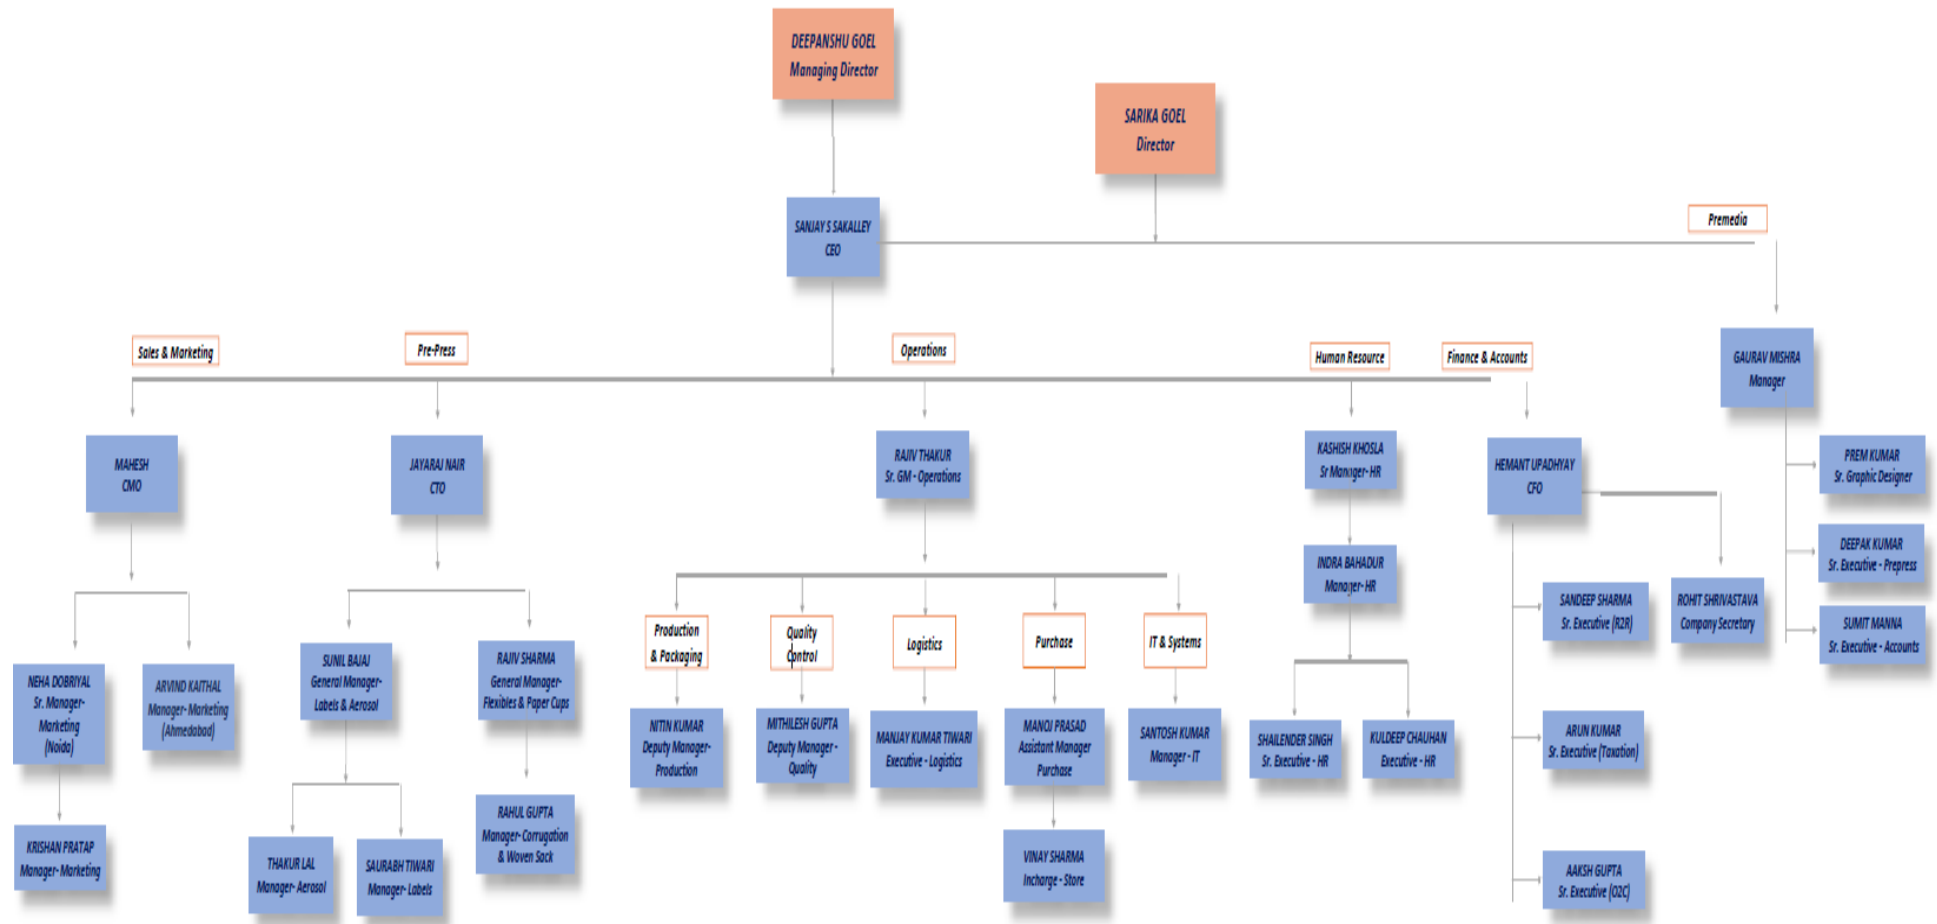 DEEPANSHU GOEL
Managing Director
SARIKA GOEL
Director
SANJAY S SAKALLEY
CEO
Premedia
Sales & Marketing
Pre-Press
Operations
Human Resource
Finance & Accounts
GAURAV MISHRA
Manager
MAHESH
CMO
JAYARAJ NAIR
CTO
RAJIV THAKUR
Sr. GM - Operations
KASHISH KHOSLA
Sr Manager- HR
HEMANT UPADHYAY
CFO
PREM KUMAR
Sr. Graphic Designer
DEEPAK KUMAR
Sr. Executive - Prepress
SUMIT MANNA
Sr. Executive - Accounts
INDRA BAHADUR
Manager- HR
SANDEEP SHARMA
Sr. Executive (R2R)
ROHIT SHRIVASTAVA
Company Secretary
Production
& Packaging
Quality
Control
Logistics
Purchase
IT & Systems
NEHA DOBRIYAL
Sr. Manager-
Marketing
(Noida)
ARVIND KAITHAL
Manager- Marketing
(Ahmedabad)
SUNIL BAJAJ
General Manager-
Labels & Aerosol
RAJIV SHARMA
General Manager-
Flexibles & Paper Cups
NITIN KUMAR
Deputy Manager-
Production
MITHILESH GUPTA
Deputy Manager -
Quality
MANJAY KUMAR TIWARI
Executive - Logistics
MANOJ PRASAD
Assistant Manager
Purchase
SANTOSH KUMAR
Manager - IT
SHAILENDER SINGH
Sr. Executive - HR
KULDEEP CHAUHAN
Executive - HR
ARUN KUMAR
Sr. Executive (Taxation)
KRISHAN PRATAP
Manager- Marketing
THAKUR LAL
Manager- Aerosol
SAURABH TIWARI
Manager- Labels
RAHUL GUPTA
Manager- Corrugation
& Woven Sack
VINAY SHARMA
Incharge - Store
AAKSH GUPTA
Sr. Executive (O2C)